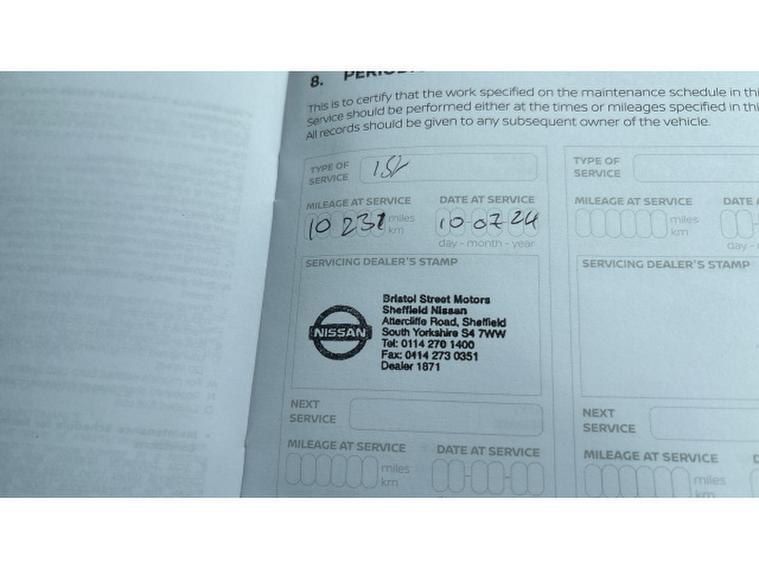 8. PERIOD
This is to certify that the work specified on the maintenance schedule in thi
Service should be performed either at the times or mileages specified in thi
All records should be given to any subsequent owner of the vehicle.
TYPE OF
SERVICE
1st
MILEAGE AT SERVICE
10 231
miles
km
DATE AT SERVICE
10-07-24
day - month - year
SERVICING DEALER'S STAMP
NISSAN
Bristol Street Motors
Sheffield Nissan
Attercliffe Road, Sheffield
South Yorkshire S4 7WW
Tel: 0114 270 1400
Fax: 0114 273 0351
Dealer 1871
NEXT
SERVICE
MILEAGE AT SERVICE
miles
km
DATE AT SERVICE
TYPE OF
SERVICE
MILEAGE AT SERVICE
miles
km
DATE
day -
SERVICING DEALER'S STAMP
NEXT
SERVICE
MILEAGE AT SERVICE
miles
km